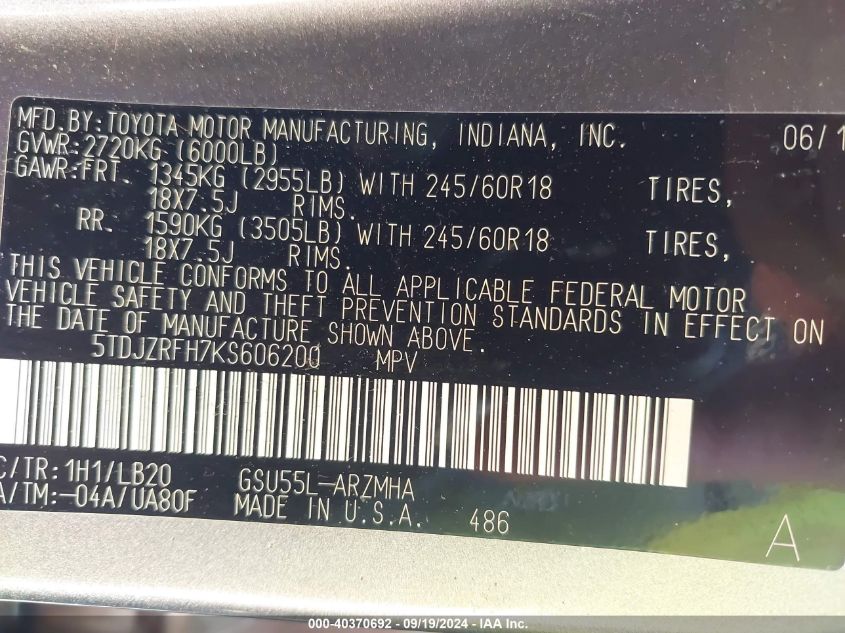 MFD BY: TOYOTA MOTOR MANUFACTURING, INDIANA, INC. 06/1
GVWR: 2720KG (6000LB)
GAWR: FRT. 1345KG (2955LB) WITH 245/60R18 TIRES,
18X7.5J RIMS.
RR. 1590KG (3505LB) WITH 245/60R18 TIRES,
18X7.5J RIMS.
THIS VEHICLE CONFORMS TO ALL APPLICABLE FEDERAL MOTOR
VEHICLE SAFETY AND THEFT PREVENTION STANDARDS IN EFFECT ON
THE DATE OF MANUFACTURE SHOWN ABOVE.
5TDJZRFH7KS606200 MPV
C/TR: 1H1/LB20 GSU55L-ARZMHA
A/TM: -04A/UA80F MADE IN U.S.A. 486
A
000-40370692 - 09/19/2024 - IAA Inc.